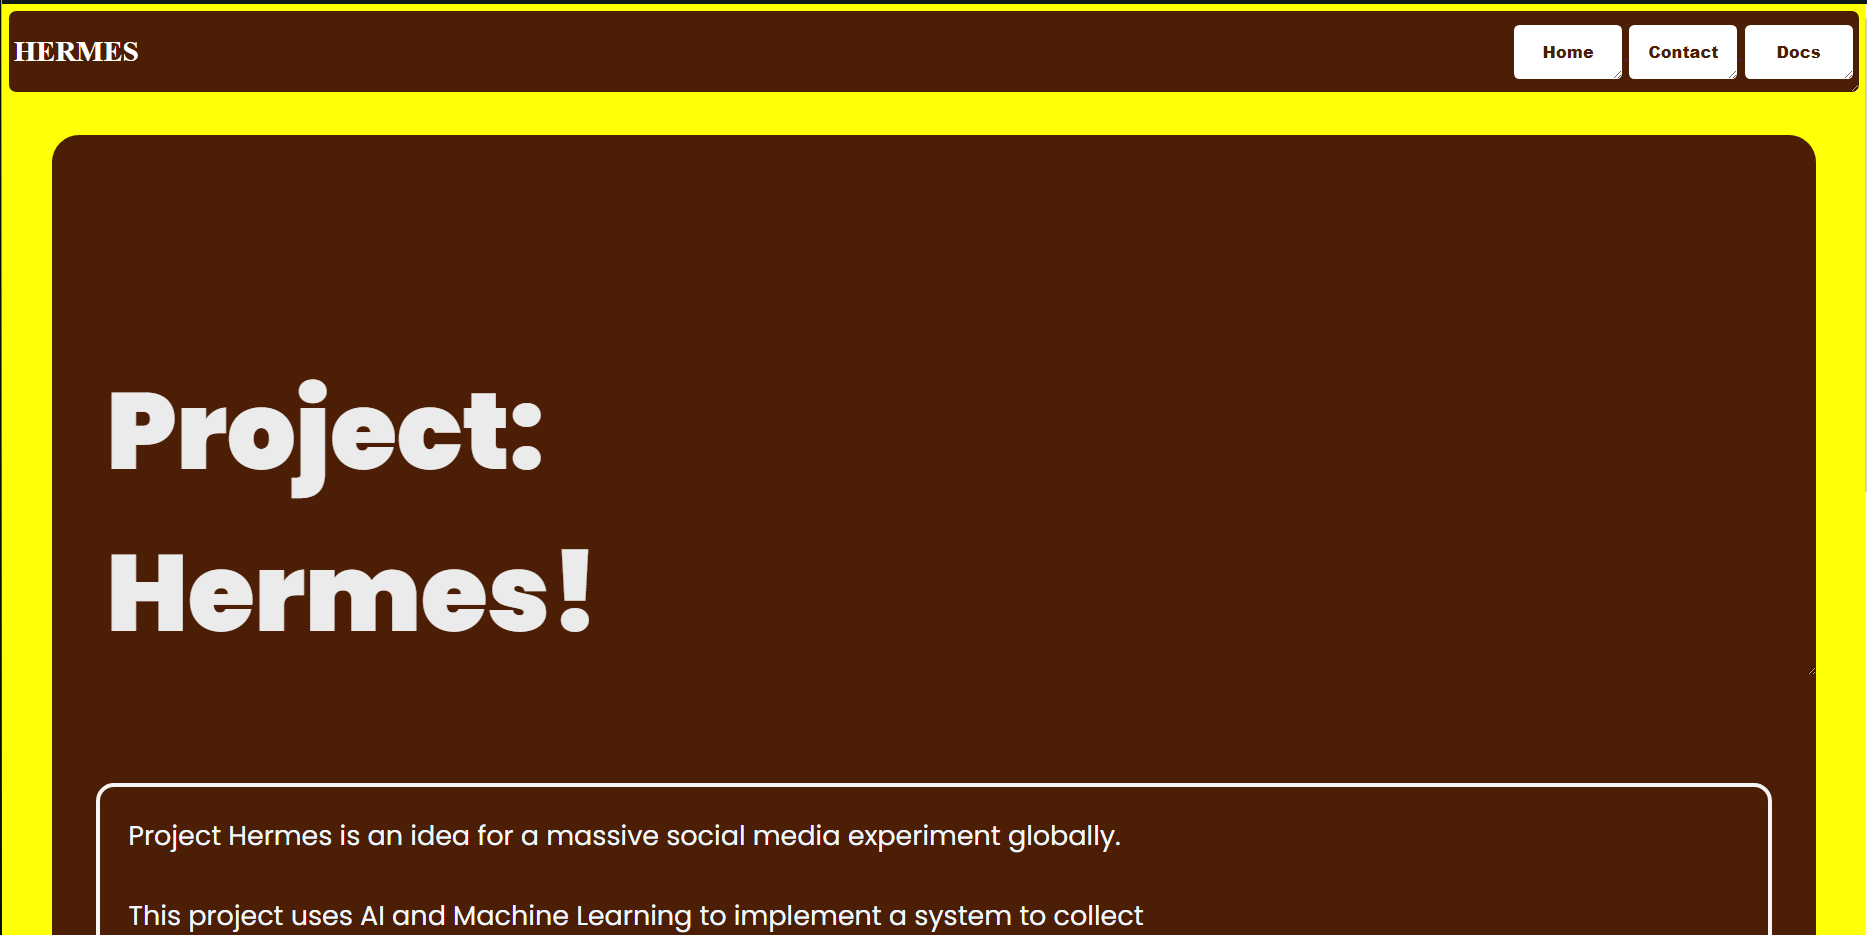 HERMES
Home
Contact
Docs
Project:
Hermes!
Project Hermes is an idea for a massive social media experiment globally.
This project uses AI and Machine Learning to implement a system to collect